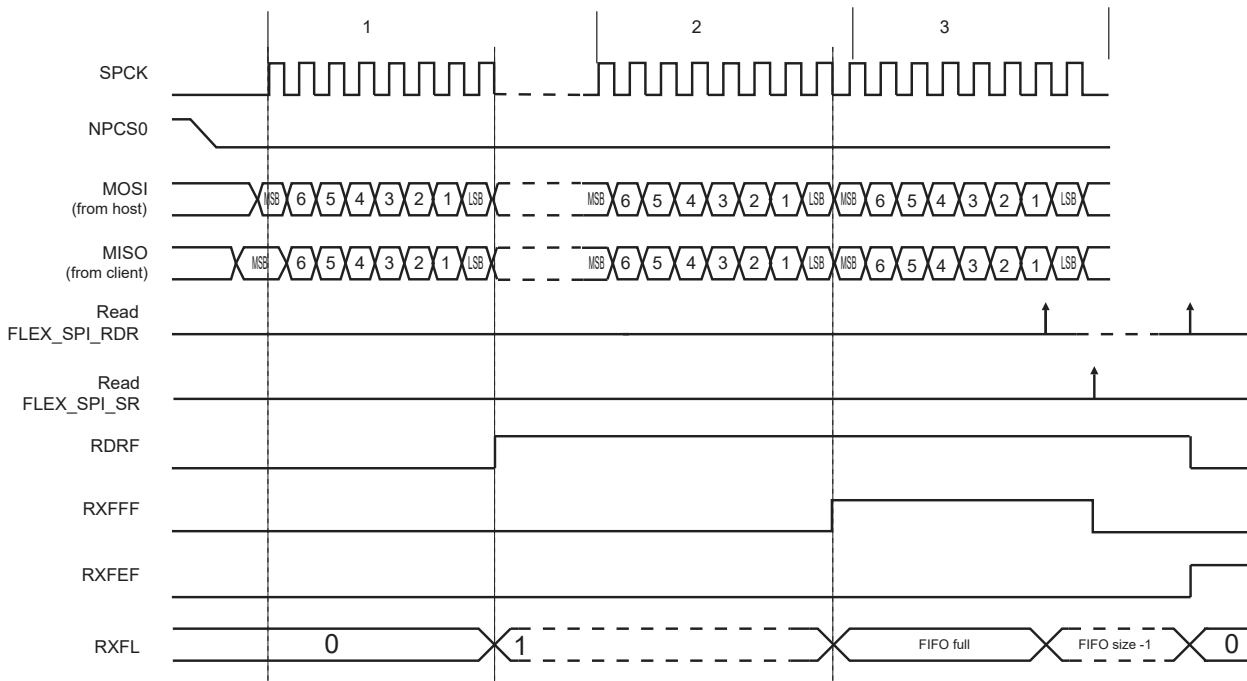 1 2 3
SPCK
NPCS0
MOSI
(from host)
MSB 6 5 4 3 2 1 LSB MSB 6 5 4 3 2 1 LSB MSB 6 5 4 3 2 1 LSB
MISO
(from client)
MSB 6 5 4 3 2 1 LSB MSB 6 5 4 3 2 1 LSB MSB 6 5 4 3 2 1 LSB
Read
FLEX_SPI_RDR
Read
FLEX_SPI_SR
RDRF
RXFFF
RXFEF
RXFL 0 1 FIFO full FIFO size -1 0